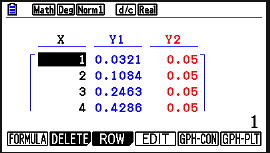 Math Deg Norm1 d/c Real
X Y1 Y2
1 0.0321 0.05
2 0.1084 0.05
3 0.2463 0.05
4 0.4286 0.05
1
FORMULA DELETE ROW EDIT GPH-CON GPH-PLT